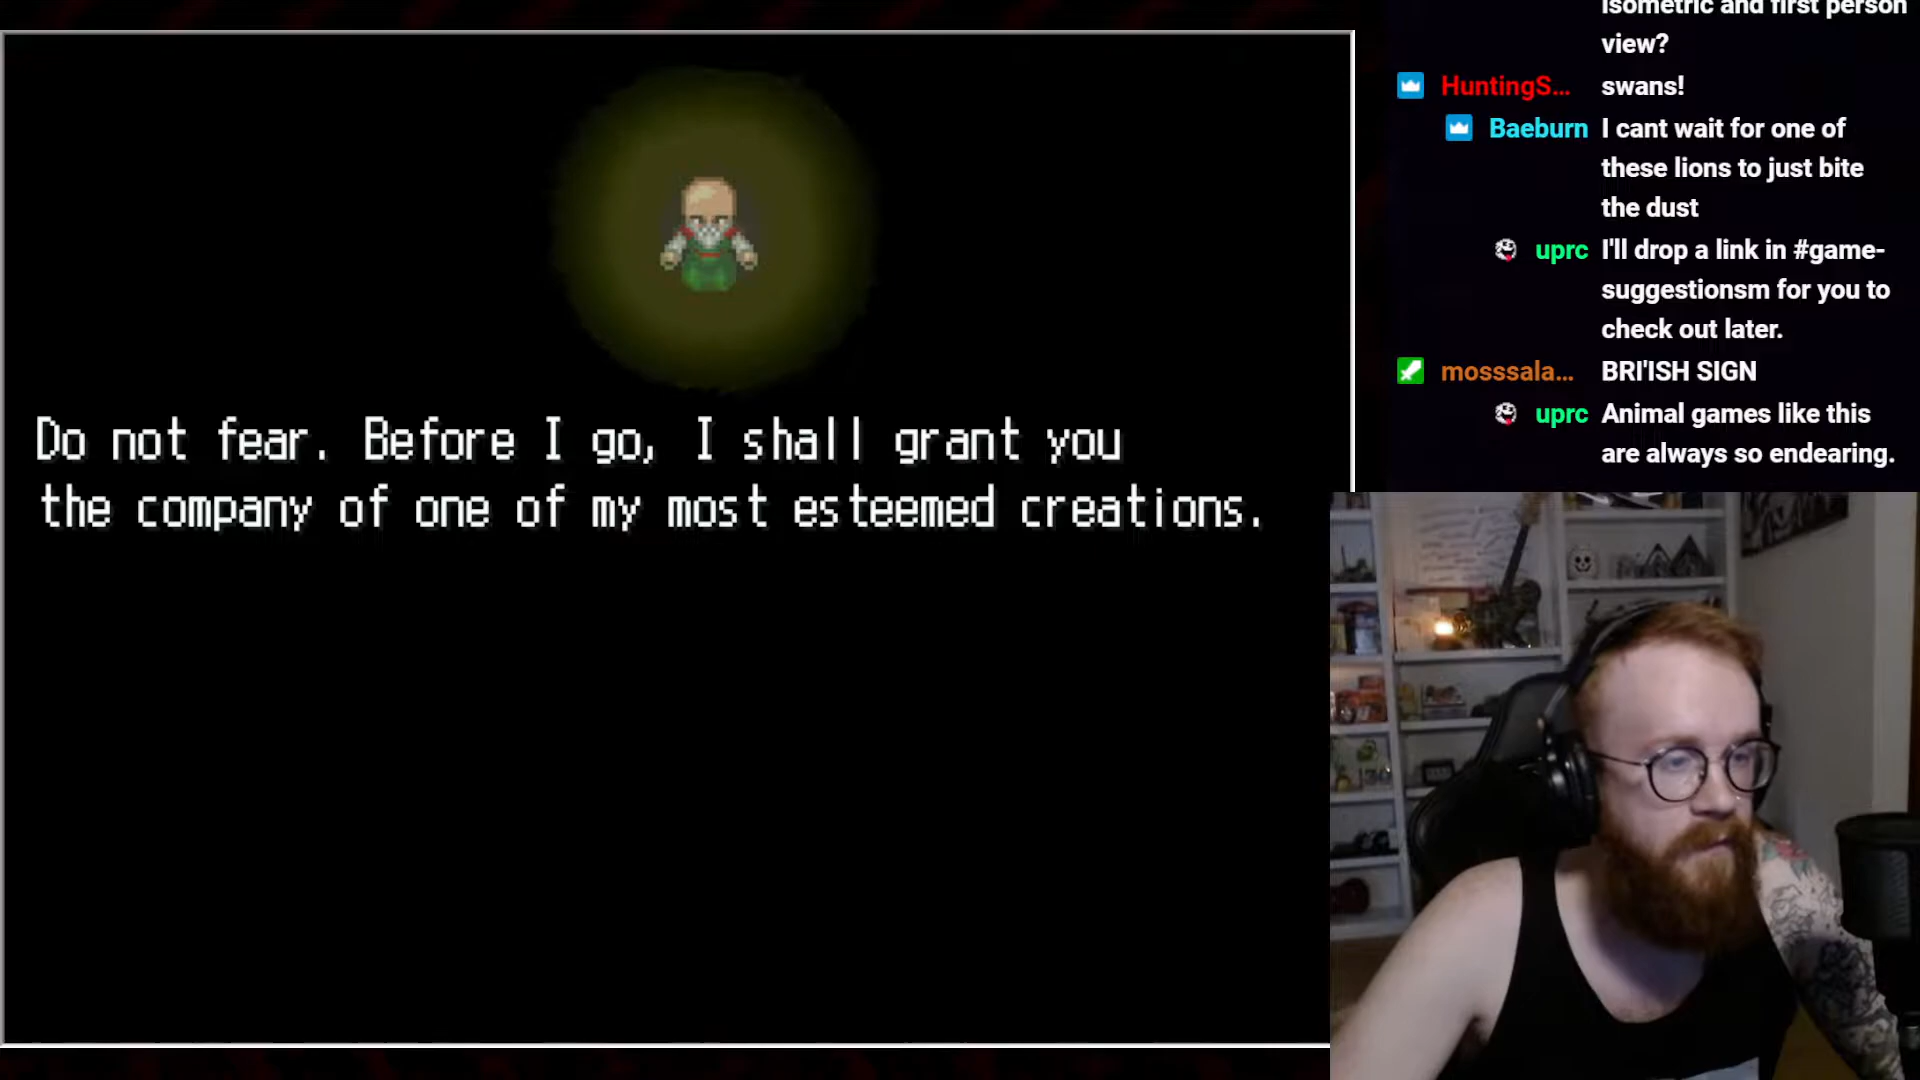 Do not fear. Before I go, I shall grant you
the company of one of my most esteemed creations.
isometric and first person
view?
HuntingS... swans!
Baeburn I cant wait for one of
these lions to just bite
the dust
uprc I'll drop a link in #game-
suggestionsm for you to
check out later.
mosssala... BRI'ISH SIGN
uprc Animal games like this
are always so endearing.